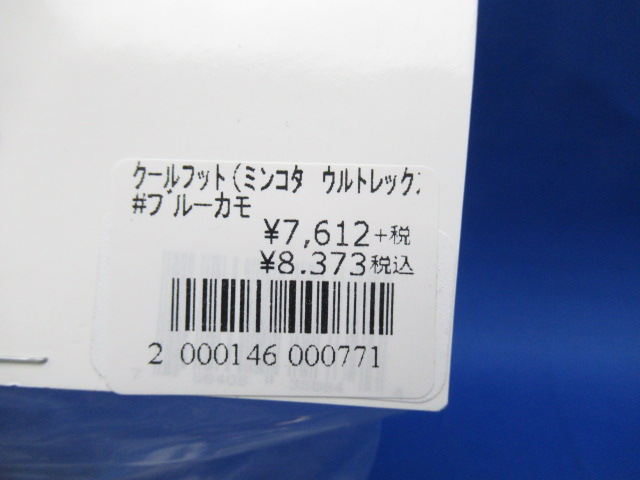 クールフット(ミンコタ ウルトレック
#ブルーカモ
¥7,612+税
¥8.373税込
2 000146 000771